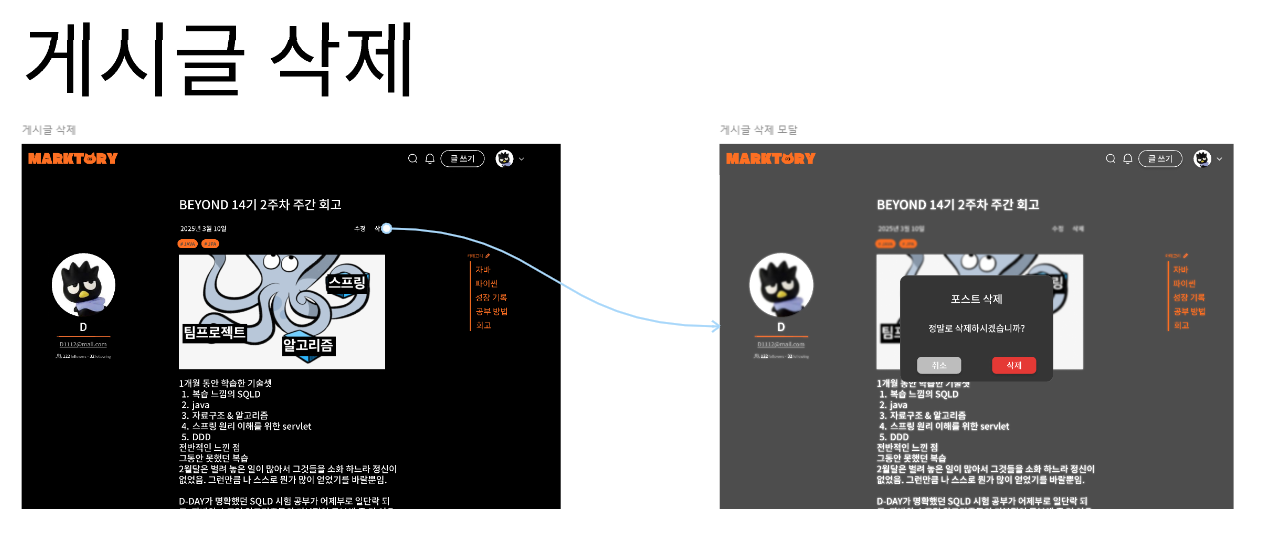 게시글 삭제
게시글 삭제
MARKTORY
글 쓰기
BEYOND 14기 2주차 주간 회고
2025년 3월 10일
수정
# JAVA
# JPA
스프링
팀프로젝트
알고리즘
D
D1112@mail.com
자바
파이썬
성장 기록
공부 방법
회고
1개월 동안 학습한 기술셋
1. 복습 느낌의 SQLD
2. java
3. 자료구조 & 알고리즘
4. 스프링 원리 이해를 위한 servlet
5. DDD
전반적인 느낀 점
그동안 못했던 복습
2월달은 벌려 놓은 일이 많아서 그것들을 소화 하느라 정신이
없었음. 그런만큼 나 스스로 뭔가 많이 얻었기를 바랄뿐임.
D-DAY가 명확했던 SQLD 시험 공부가 어제부로 일단락 되
게시글 삭제 모달
MARKTORY
글 쓰기
BEYOND 14기 2주차 주간 회고
2025년 3월 10일
수정 삭제
D
D1112@mail.com
포스트 삭제
정말로 삭제하시겠습니까?
취소
삭제
자바
파이썬
성장 기록
공부 방법
회고
1개월 동안 학습한 기술셋
1. 복습 느낌의 SQLD
2. java
3. 자료구조 & 알고리즘
4. 스프링 원리 이해를 위한 servlet
5. DDD
전반적인 느낀 점
그동안 못했던 복습
2월달은 벌려 놓은 일이 많아서 그것들을 소화 하느라 정신이
없었음. 그런만큼 나 스스로 뭔가 많이 얻었기를 바랄뿐임.
D-DAY가 명확했던 SQLD 시험 공부가 어제부로 일단락 되